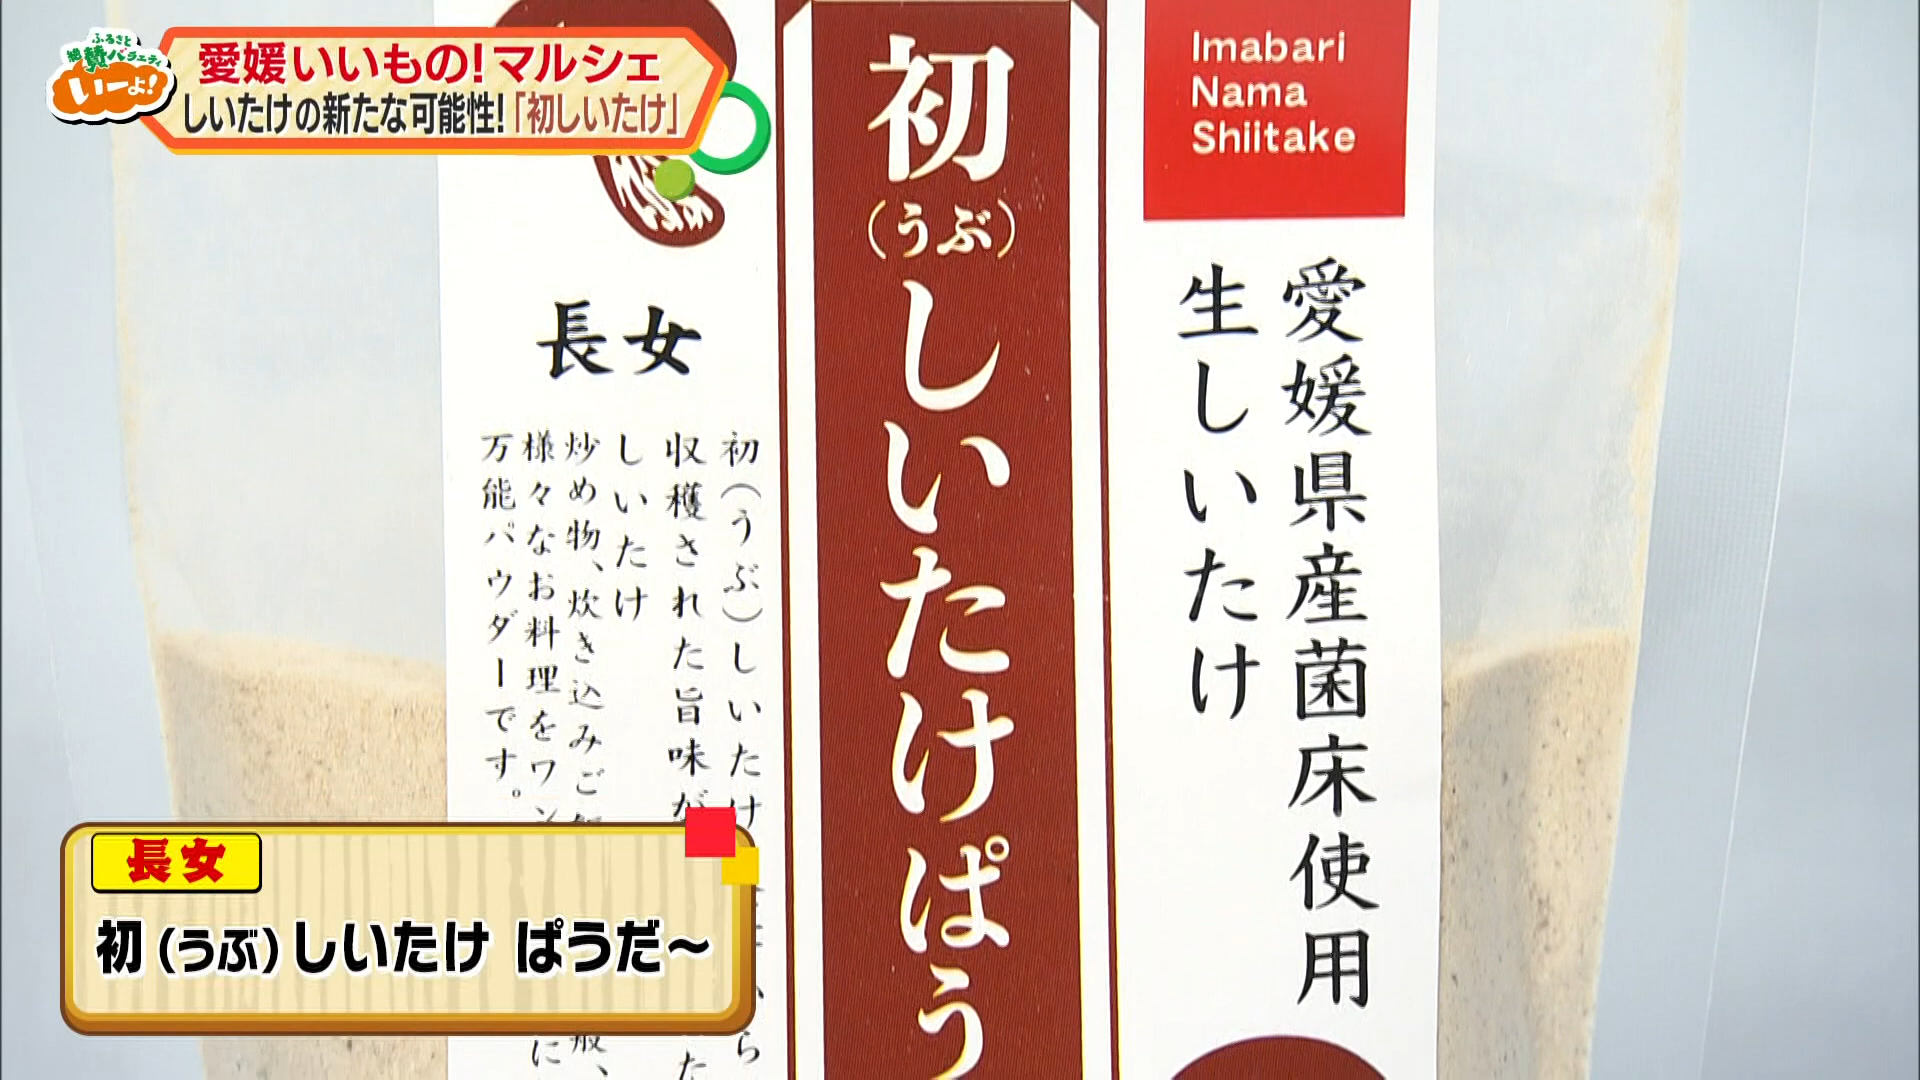 ふるさと
絶賛バラエティ
いーよ!
愛媛いいもの!マルシェ
しいたけの新たな可能性!「初しいたけ」
Imabari
Nama
Shiitake
愛媛県産菌床使用
生しいたけ
初(うぶ)しいたけぱう
長女
初(うぶ)しいたけ
収穫された旨味が
しいたけ
炒め物、炊き込みご
様々なお料理をワン
万能パウダーです。
長女
初(うぶ)しいたけ ぱうだ～